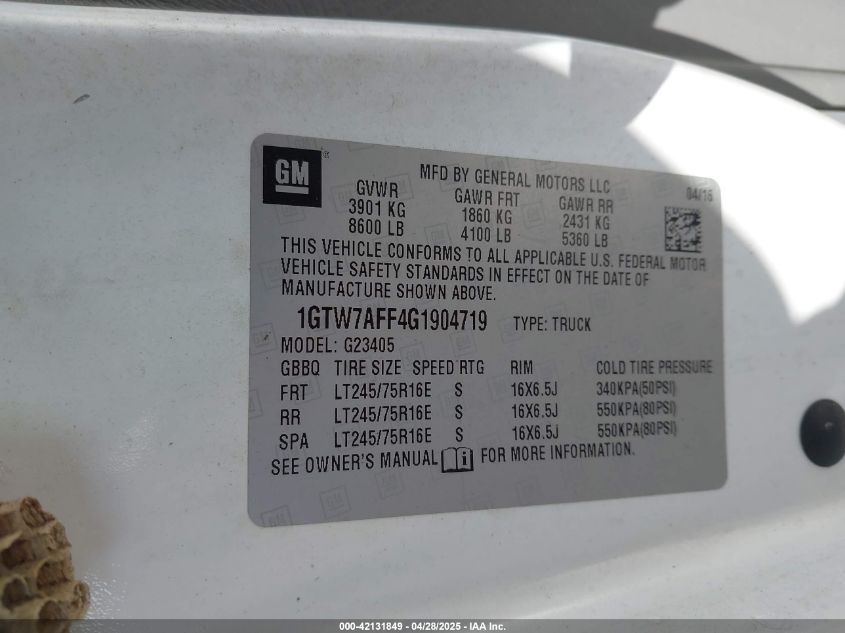 GM®
MFD BY GENERAL MOTORS LLC
04/16
GVWR GAWR FRT GAWR RR
3901 KG 1860 KG 2431 KG
8600 LB 4100 LB 5360 LB
THIS VEHICLE CONFORMS TO ALL APPLICABLE U.S. FEDERAL MOTOR
VEHICLE SAFETY STANDARDS IN EFFECT ON THE DATE OF
MANUFACTURE SHOWN ABOVE.
1GTW7AFF4G1904719 TYPE: TRUCK
MODEL: G23405
GBBQ TIRE SIZE SPEED RTG RIM COLD TIRE PRESSURE
FRT LT245/75R16E S 16X6.5J 340KPA(50PSI)
RR LT245/75R16E S 16X6.5J 550KPA(80PSI)
SPA LT245/75R16E S 16X6.5J 550KPA(80PSI)
SEE OWNER'S MANUAL FOR MORE INFORMATION.
000-42131849 04/28/2025 - IAA Inc.